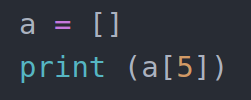 a = []
print (a[5])